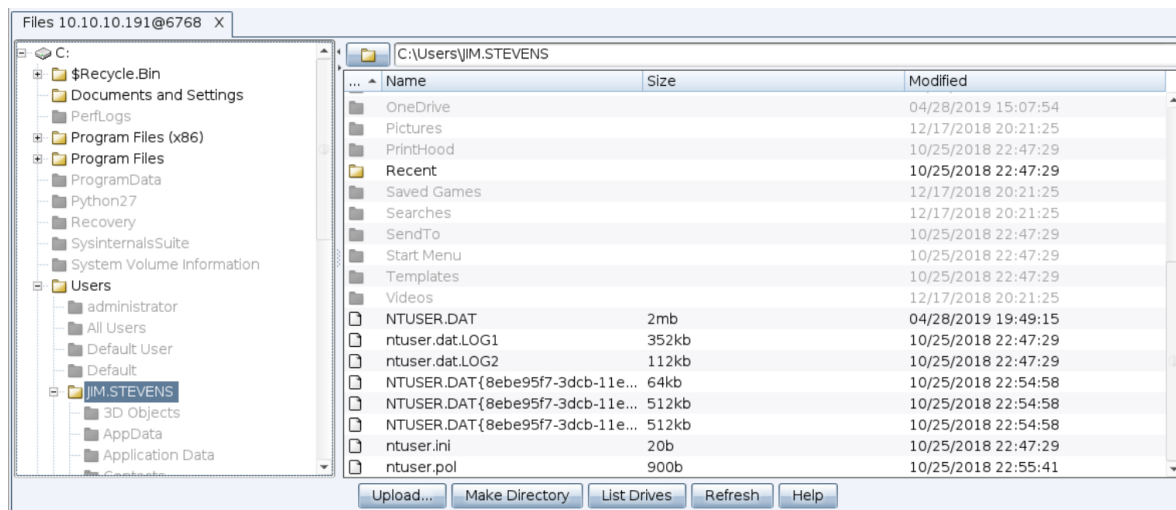 Files 10.10.10.191@6768 X
C:
$Recycle.Bin
Documents and Settings
PerfLogs
Program Files (x86)
Program Files
ProgramData
Python27
Recovery
SysinternalsSuite
System Volume Information
Users
administrator
All Users
Default User
Default
JIM.STEVENS
3D Objects
AppData
Application Data
C:\Users\JIM.STEVENS
... Name Size Modified
OneDrive 04/28/2019 15:07:54
Pictures 12/17/2018 20:21:25
PrintHood 10/25/2018 22:47:29
Recent 10/25/2018 22:47:29
Saved Games 12/17/2018 20:21:25
Searches 12/17/2018 20:21:25
SendTo 10/25/2018 22:47:29
Start Menu 10/25/2018 22:47:29
Templates 10/25/2018 22:47:29
Videos 12/17/2018 20:21:25
NTUSER.DAT 2mb 04/28/2019 19:49:15
ntuser.dat.LOG1 352kb 10/25/2018 22:47:29
ntuser.dat.LOG2 112kb 10/25/2018 22:47:29
NTUSER.DAT{8ebe95f7-3dcb-11e... 64kb 10/25/2018 22:54:58
NTUSER.DAT{8ebe95f7-3dcb-11e... 512kb 10/25/2018 22:54:58
NTUSER.DAT{8ebe95f7-3dcb-11e... 512kb 10/25/2018 22:54:58
ntuser.ini 20b 10/25/2018 22:47:29
ntuser.pol 900b 10/25/2018 22:55:41
Upload... Make Directory List Drives Refresh Help